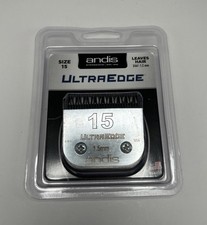 andis
SIZE
15
LEAVES
HAIR
ULTRAEDGE
15
ULTRAEDGE
1.2mm
andis